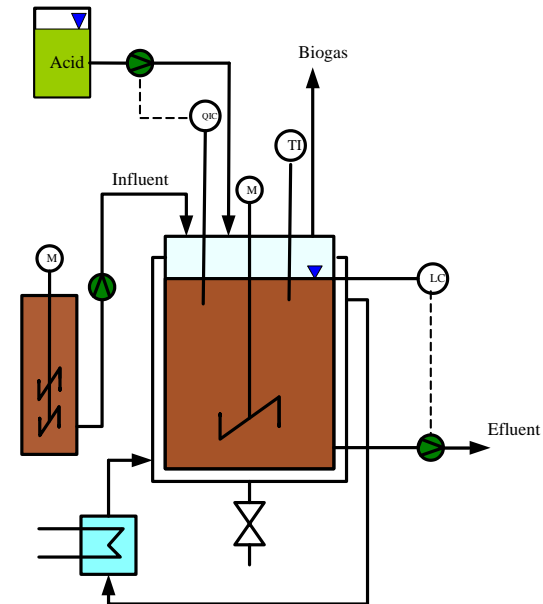 Acid
Biogas
QIC
TI
Influent
M
M
LC
Efluent